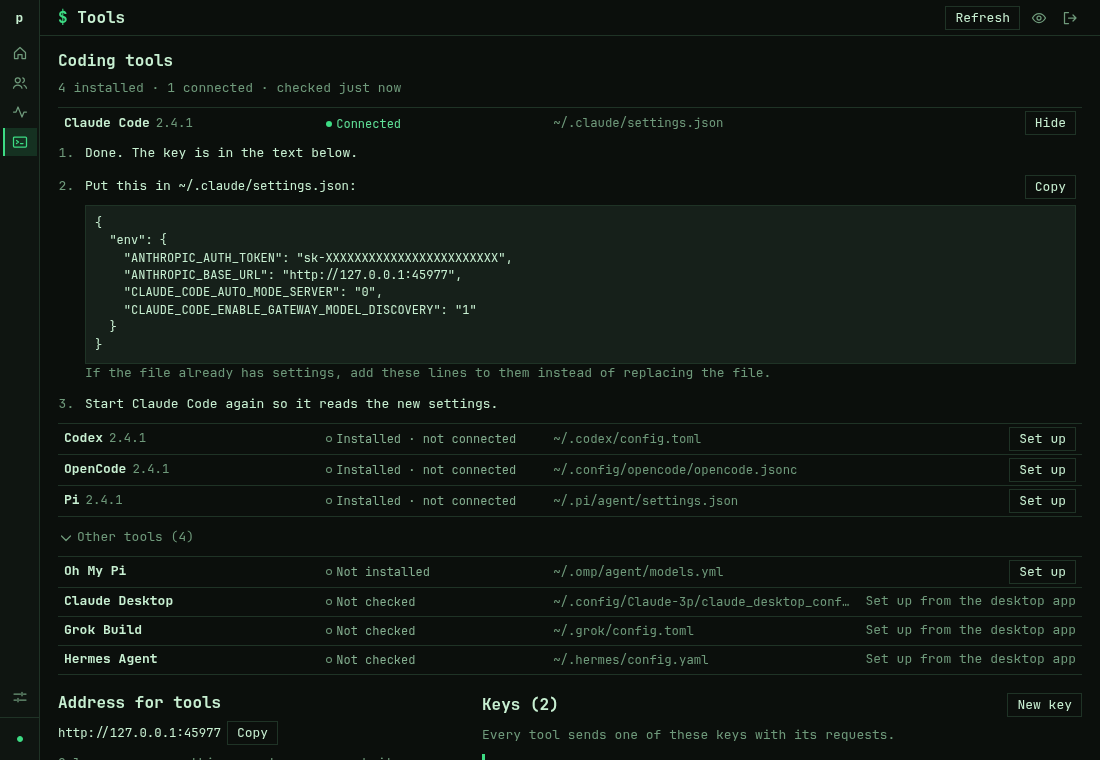 p
$ Tools
Refresh
Coding tools
4 installed · 1 connected · checked just now
Claude Code 2.4.1 Connected ~/.claude/settings.json Hide
1. Done. The key is in the text below.
2. Put this in ~/.claude/settings.json: Copy
{
"env": {
"ANTHROPIC_AUTH_TOKEN": "sk-XXXXXXXXXXXXXXXXXXXXXXXX",
"ANTHROPIC_BASE_URL": "http://127.0.0.1:45977",
"CLAUDE_CODE_AUTO_MODE_SERVER": "0",
"CLAUDE_CODE_ENABLE_GATEWAY_MODEL_DISCOVERY": "1"
}
}
If the file already has settings, add these lines to them instead of replacing the file.
3. Start Claude Code again so it reads the new settings.
Codex 2.4.1 Installed · not connected ~/.codex/config.toml Set up
OpenCode 2.4.1 Installed · not connected ~/.config/opencode/opencode.jsonc Set up
Pi 2.4.1 Installed · not connected ~/.pi/agent/settings.json Set up
Other tools (4)
Oh My Pi Not installed ~/.omp/agent/models.yml Set up
Claude Desktop Not checked ~/.config/Claude-3p/claude_desktop_conf… Set up from the desktop app
Grok Build Not checked ~/.grok/config.toml Set up from the desktop app
Hermes Agent Not checked ~/.hermes/config.yaml Set up from the desktop app
Address for tools
http://127.0.0.1:45977 Copy
Keys (2) New key
Every tool sends one of these keys with its requests.